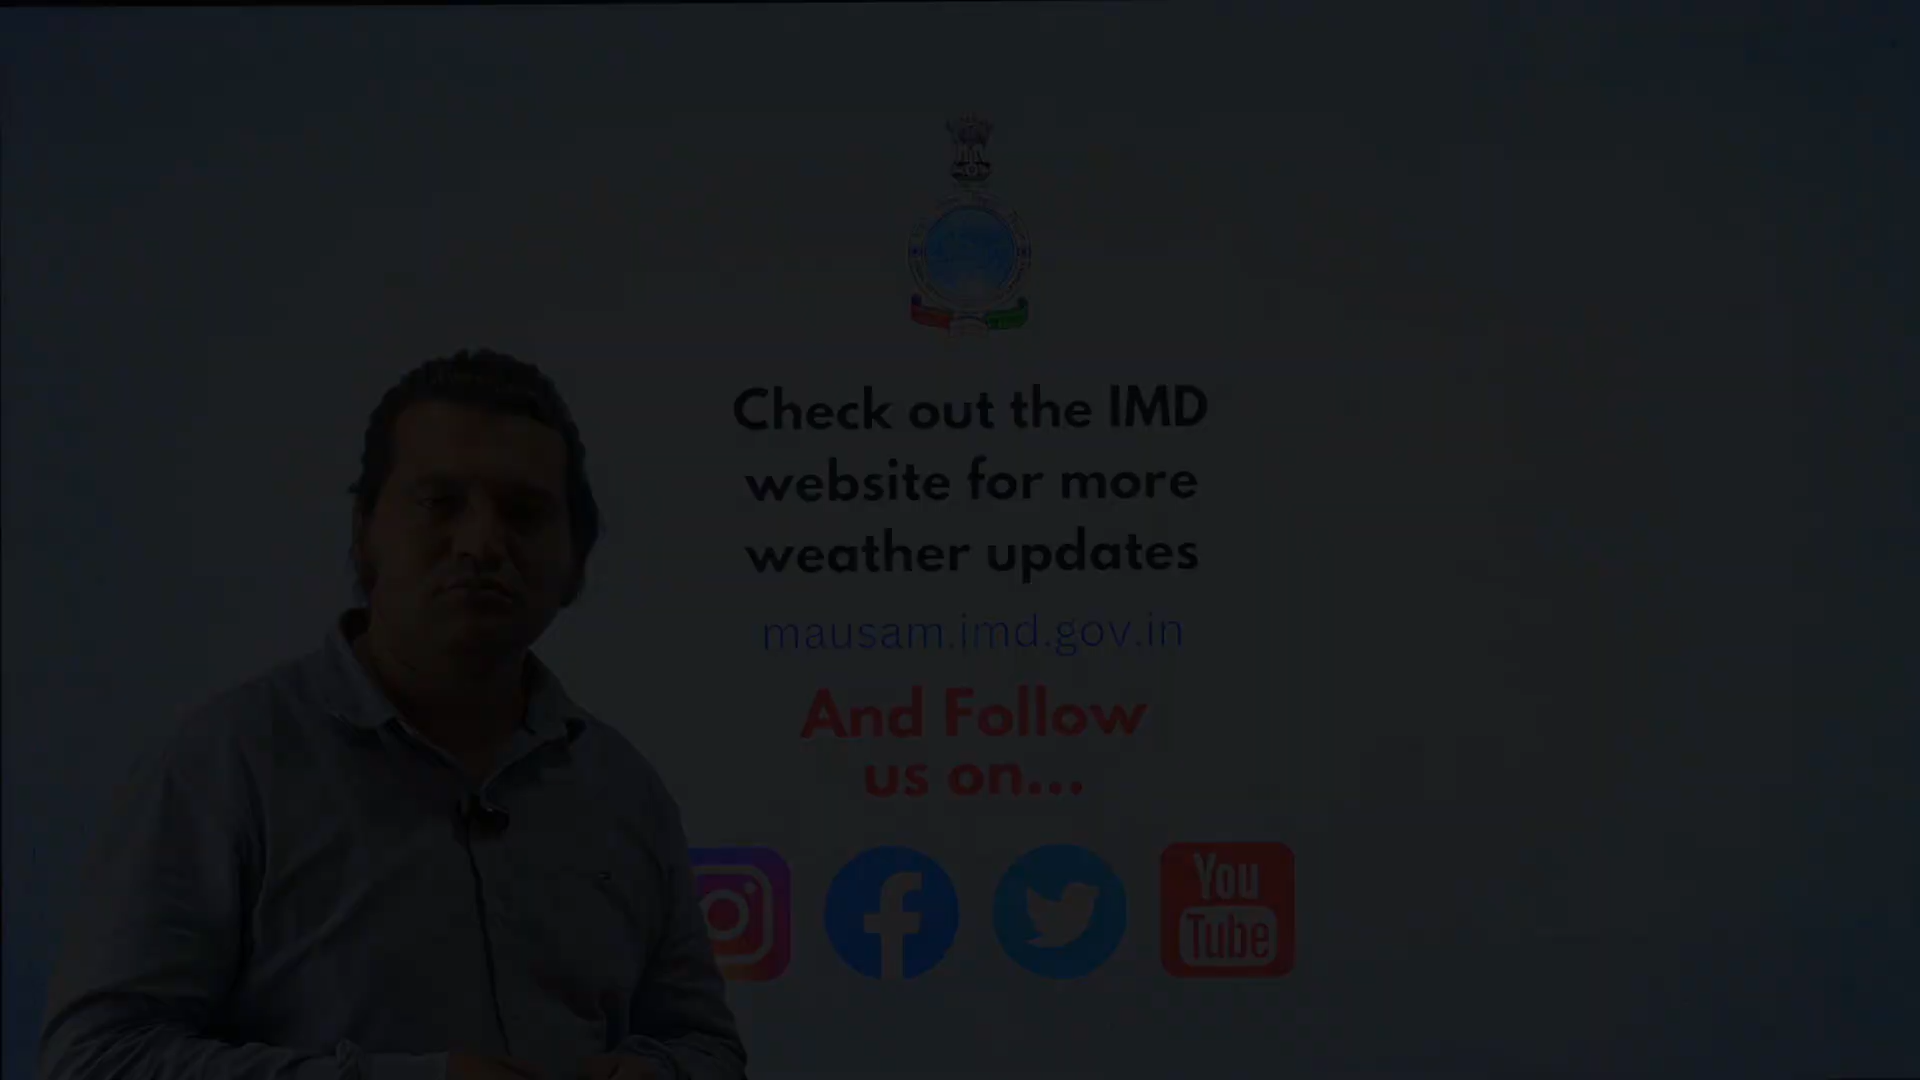 Check out the IMD
website for more
weather updates
mausam.imd.gov.in
And Follow
us on...
You
Tube